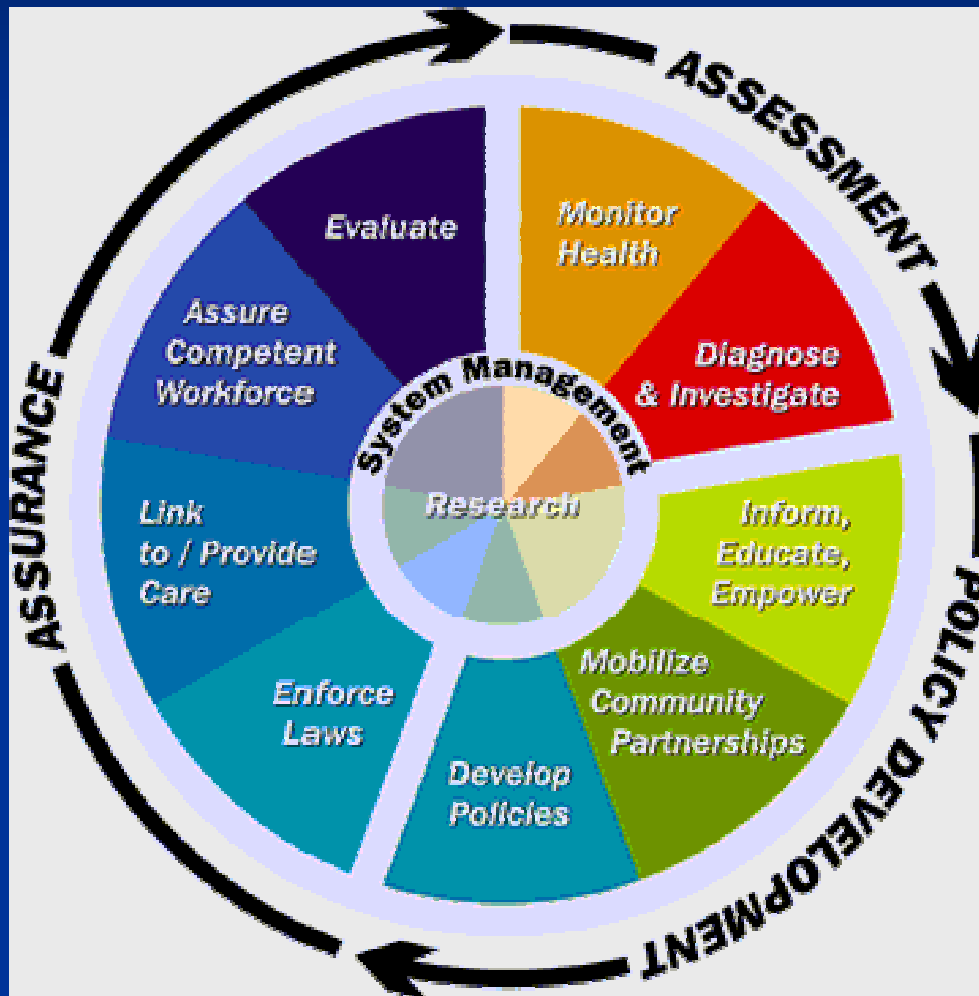 ASSESSMENT
Monitor
Health
Diagnose
& Investigate
POLICY DEVELOPMENT
Inform,
Educate,
Empower
Mobilize
Community
Partnerships
Develop
Policies
ASSURANCE
Enforce
Laws
Link
to / Provide
Care
Assure
Competent
Workforce
Evaluate
System Management
Research